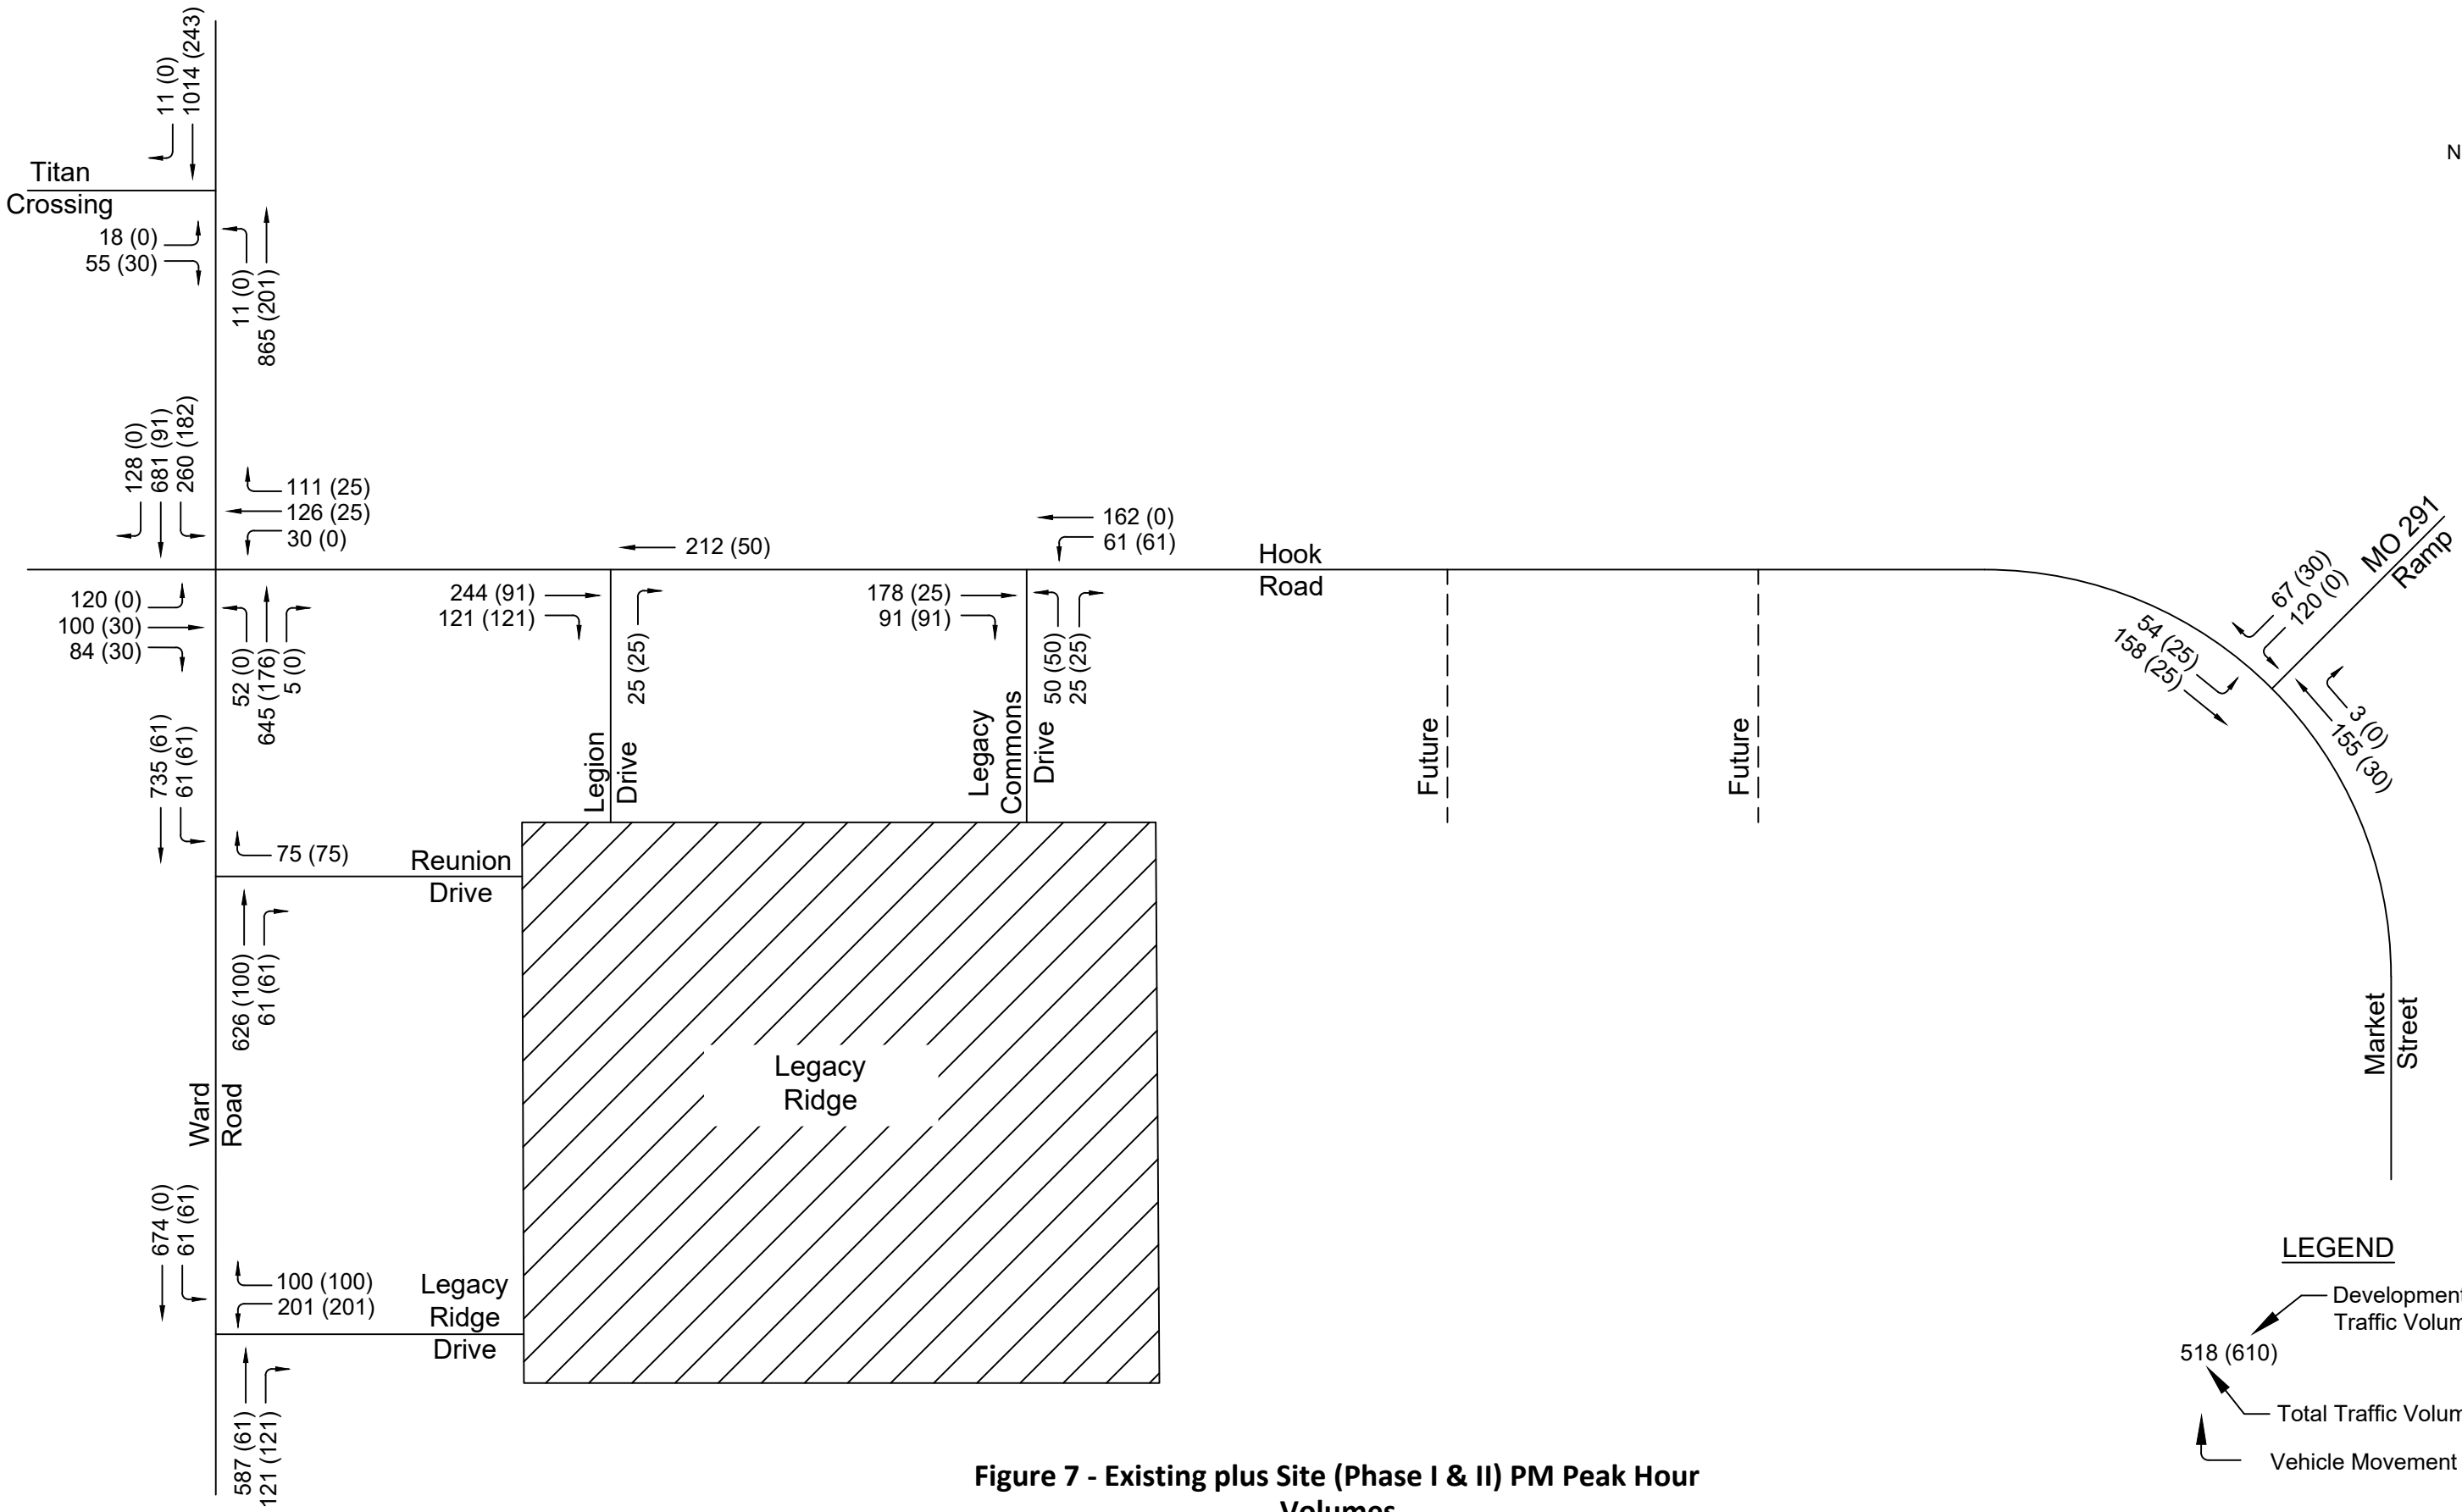 11 (0)
1014 (243)
N
Titan
Crossing
18 (0)
55 (30)
11 (0)
865 (201)
128 (0)
681 (91)
260 (182)
111 (25)
126 (25)
30 (0)
212 (50)
162 (0)
61 (61)
Hook
Road
MO 291
Ramp
67 (30)
120 (0)
54 (25)
158 (25)
3 (0)
155 (30)
120 (0)
100 (30)
84 (30)
52 (0)
645 (176)
5 (0)
244 (91)
121 (121)
25 (25)
178 (25)
91 (91)
50 (50)
25 (25)
Legion
Drive
Legacy
Commons
Drive
Future
Future
735 (61)
61 (61)
75 (75)
Reunion
Drive
626 (100)
61 (61)
Legacy
Ridge
Market
Street
Ward
Road
674 (0)
61 (61)
100 (100)
201 (201)
Legacy
Ridge
Drive
587 (61)
121 (121)
LEGEND
Development
Traffic Volum
518 (610)
Total Traffic Volum
Vehicle Movement
Figure 7 - Existing plus Site (Phase I & II) PM Peak Hour
Volumes